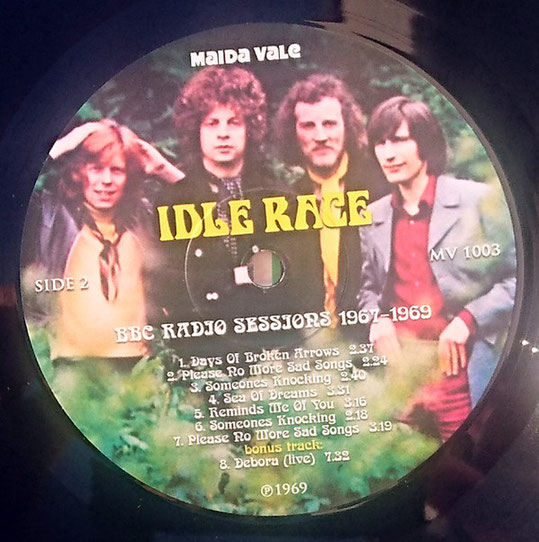 Maida Vale
IDLE RACE
SIDE 2
MV 1003
BBC RADIO SESSIONS 1967-1969
1. Days Of Broken Arrows 2.37
2. Please No More Sad Songs 2.24
3. Someones Knocking 2.40
4. Sea Of Dreams 3.31
5. Reminds Me Of You 3.16
6. Someones Knocking 2.18
7. Please No More Sad Songs 3.19
bonus track:
8. Debora (live) 7.32
℗ 1969